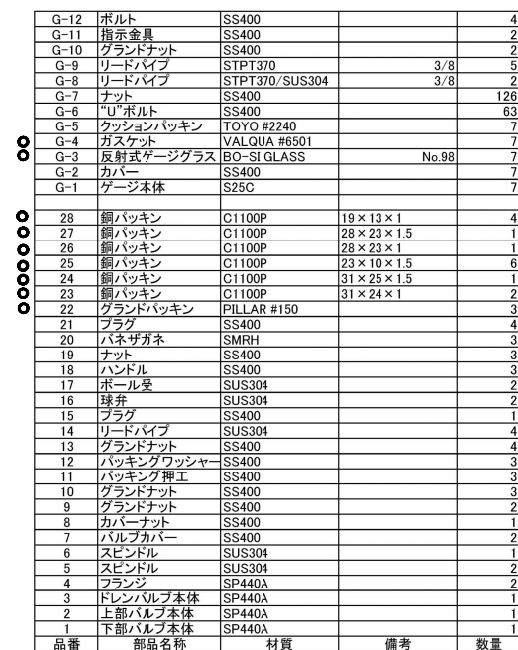 G-12 ボルト SS400 4
G-11 指示金具 SS400 2
G-10 グランドナット SS400 2
G-9 リードパイプ STPT370 3/8 5
G-8 リードパイプ STPT370/SUS304 3/8 2
G-7 ナット SS400 126
G-6 “U”ボルト SS400 63
G-5 クッションパッキン TOYO #2240 7
G-4 ガスケット VALQUA #6501 7
G-3 反射式ゲージグラス BO-SI GLASS No.98 7
G-2 カバー SS400 7
G-1 ゲージ本体 S25C 7
28 銅パッキン C1100P 19×13×1 4
27 銅パッキン C1100P 28×23×1.5 1
26 銅パッキン C1100P 28×23×1 1
25 銅パッキン C1100P 23×10×1.5 6
24 銅パッキン C1100P 31×25×1.5 1
23 銅パッキン C1100P 31×24×1 2
22 グランドパッキン PILLAR #150 3
21 プラグ SS400 4
20 バネザガネ SMRH 3
19 ナット SS400 3
18 ハンドル SS400 3
17 ボール受 SUS304 2
16 球弁 SUS304 2
15 プラグ SS400 1
14 リードパイプ SUS304 4
13 グランドナット SS400 4
12 パッキングワッシャー SS400 3
11 パッキング押エ SS400 3
10 グランドナット SS400 3
9 グランドナット SS400 2
8 カバーナット SS400 1
7 バルブカバー SS400 2
6 スピンドル SUS304 1
5 スピンドル SUS304 2
4 フランジ SP440A 2
3 ドレンバルブ本体 SP440A 1
2 上部バルブ本体 SP440A 1
1 下部バルブ本体 SP440A 1
品番 部品名称 材質 備考 数量